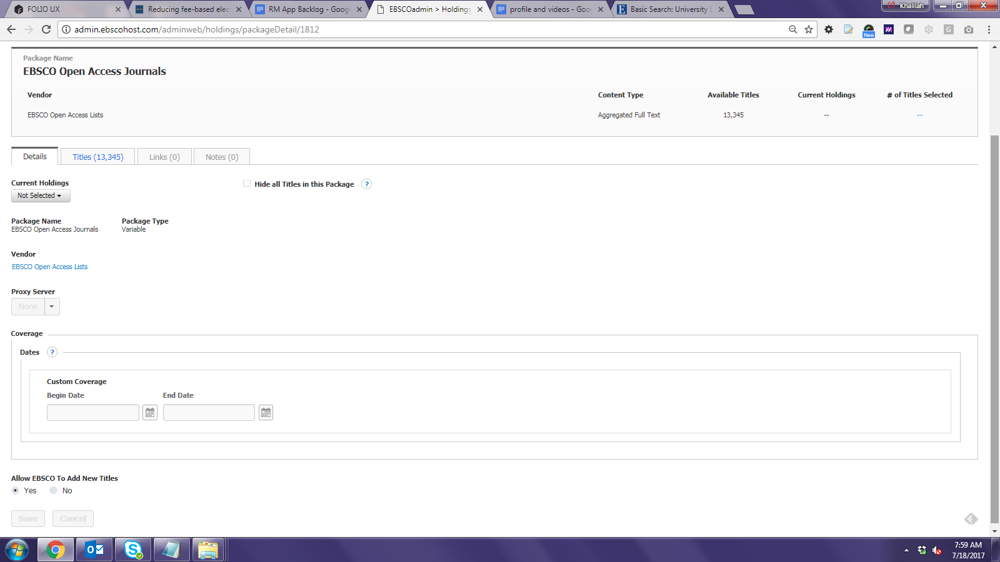 FOLIO UX
Reducing fee-based elec
RM App Backlog - Googl
EBSCOadmin > Holdings
profile and videos - Goo
Basic Search: University L
Khalilah
admin.ebscohost.com/adminweb/holdings/packageDetail/1812
New
G
Package Name
EBSCO Open Access Journals
Vendor Content Type Available Titles Current Holdings # of Titles Selected
EBSCO Open Access Lists Aggregated Full Text 13,345 -- --
Details Titles (13,345) Links (0) Notes (0)
Current Holdings
Hide all Titles in this Package ?
Not Selected
Package Name Package Type
EBSCO Open Access Journals Variable
Vendor
EBSCO Open Access Lists
Proxy Server
None
Coverage
Dates ?
Custom Coverage
Begin Date End Date
Allow EBSCO To Add New Titles
Yes No
Save Cancel
7:59 AM
7/18/2017